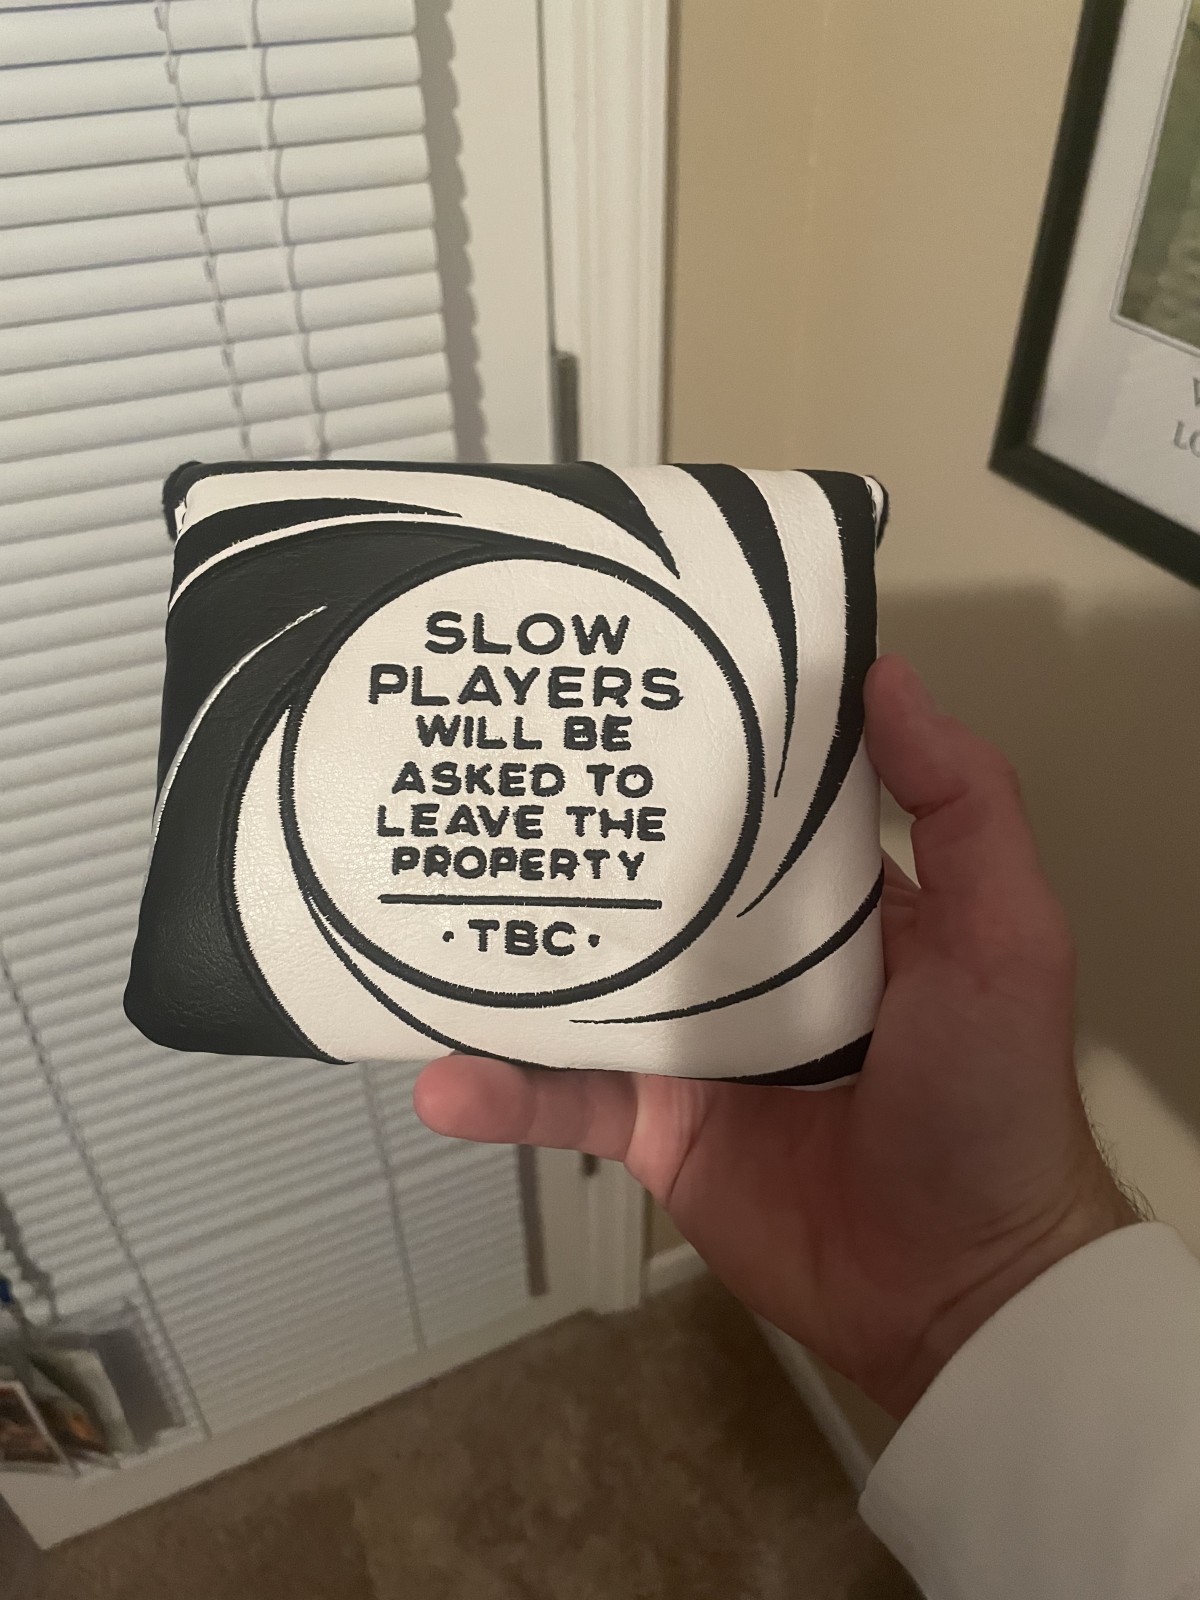 SLOW
PLAYERS
WILL BE
ASKED TO
LEAVE THE
PROPERTY
· TBC ·